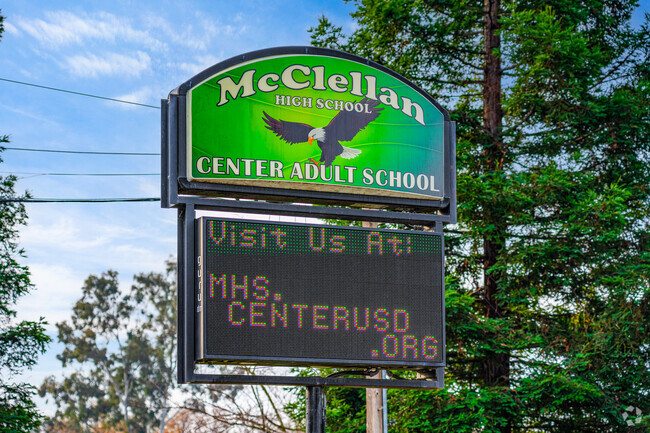 McClellan
HIGH SCHOOL
CENTER ADULT SCHOOL
Visit Us At!
MHS.
CENTERUSD
.ORG